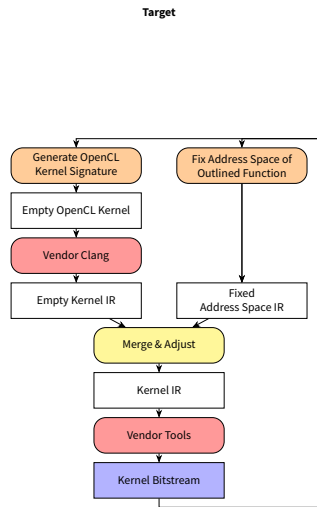 Target
Generate OpenCL
Kernel Signature
Fix Address Space of
Outlined Function
Empty OpenCL Kernel
Vendor Clang
Empty Kernel IR
Fixed
Address Space IR
Merge & Adjust
Kernel IR
Vendor Tools
Kernel Bitstream